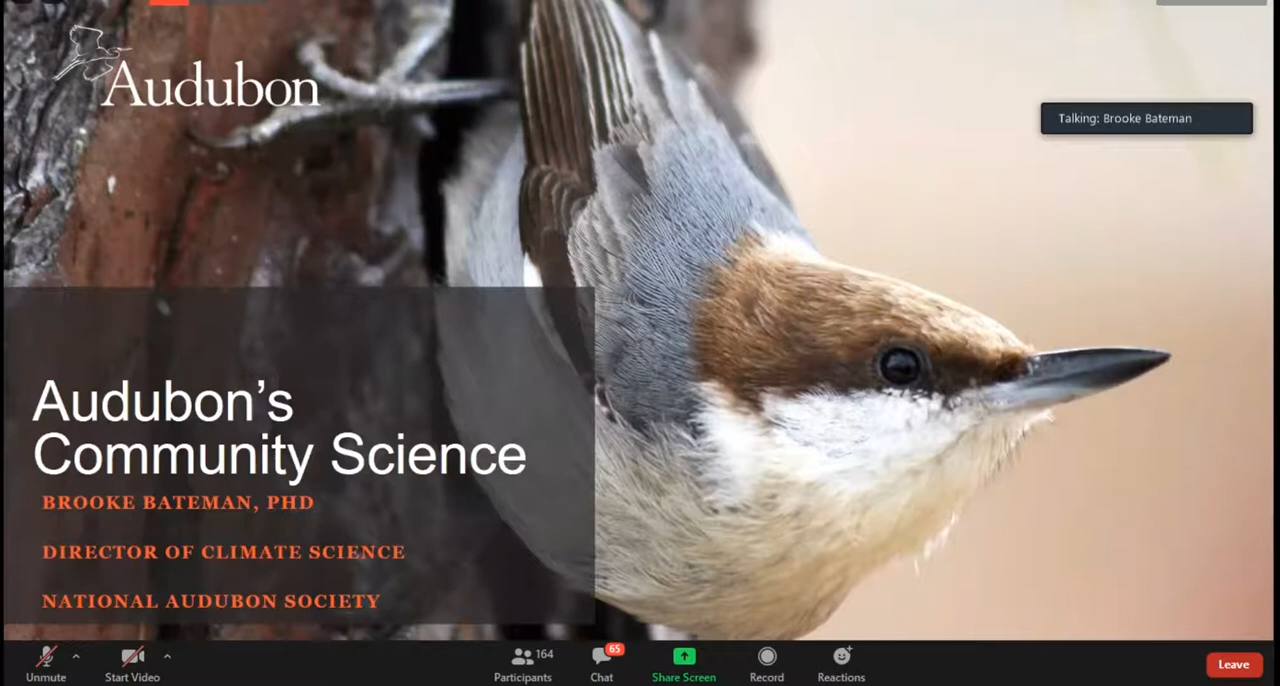 Audubon
Talking: Brooke Bateman
Audubon’s
Community Science
BROOKE BATEMAN, PHD
DIRECTOR OF CLIMATE SCIENCE
NATIONAL AUDUBON SOCIETY
Unmute
Start Video
164
Participants
65
Chat
Share Screen
Record
Reactions
Leave